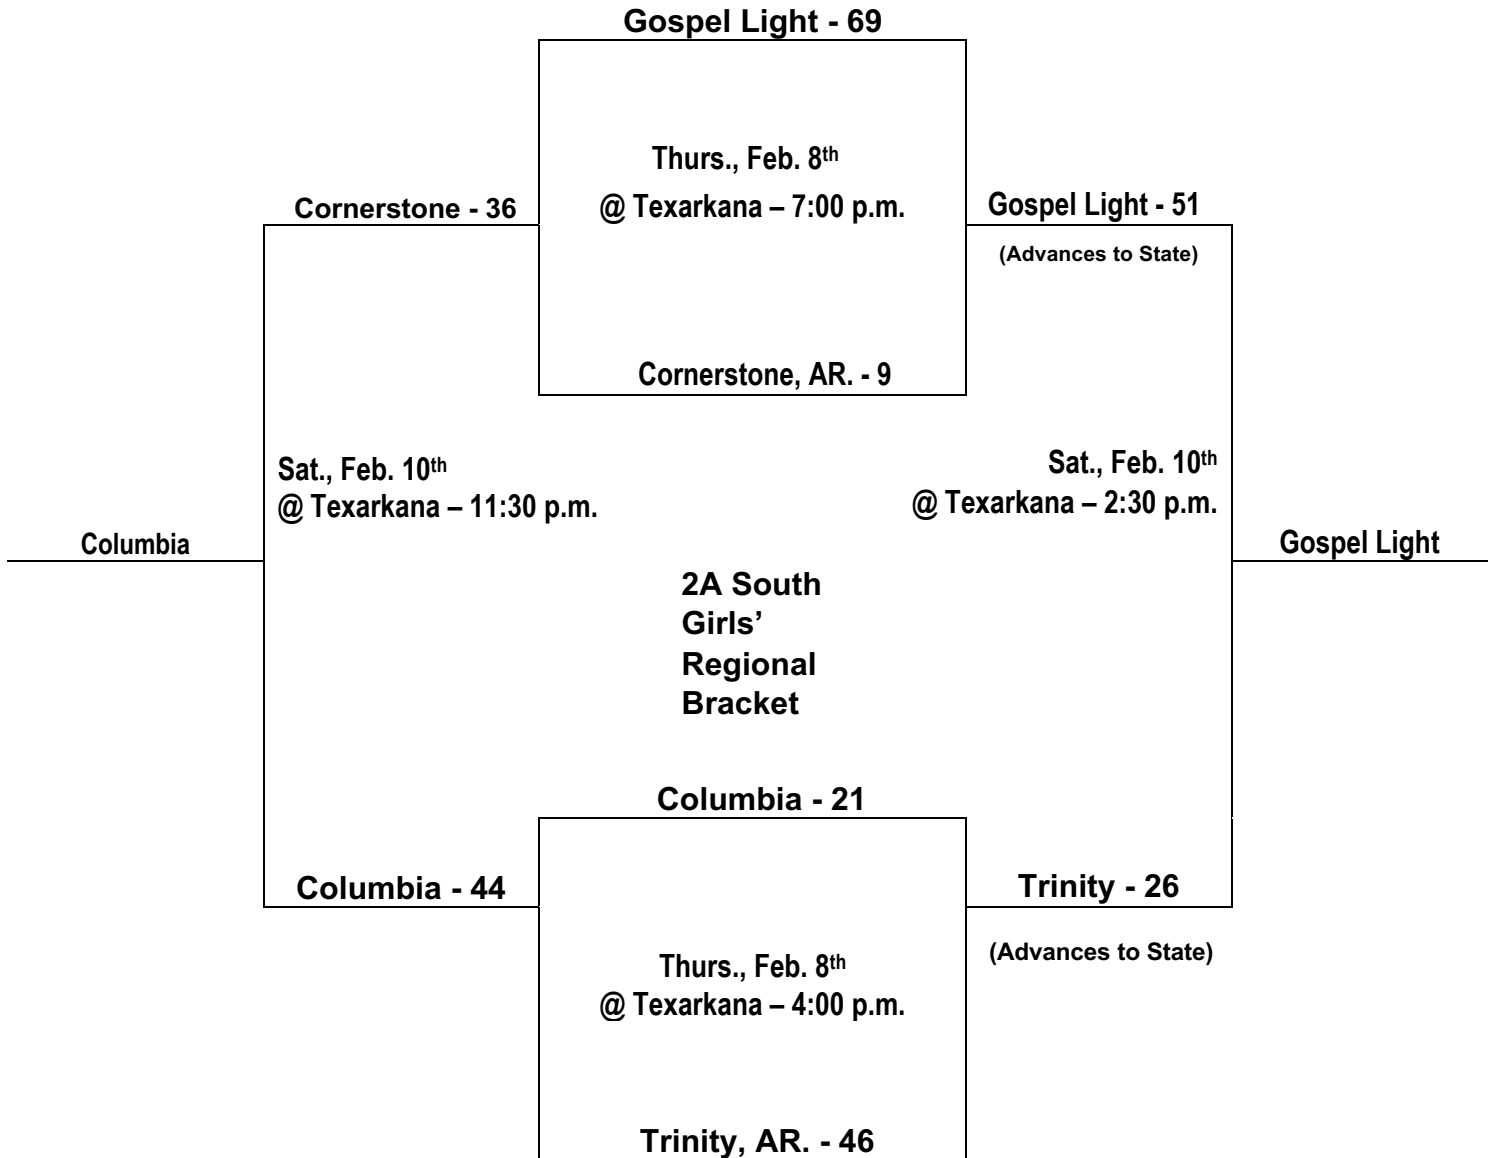 Gospel Light - 69
Thurs., Feb. 8th
@ Texarkana – 7:00 p.m.
Cornerstone - 36
Gospel Light - 51
(Advances to State)
Cornerstone, AR. - 9
Sat., Feb. 10th
@ Texarkana – 11:30 p.m.
Sat., Feb. 10th
@ Texarkana – 2:30 p.m.
Columbia
Gospel Light
2A South
Girls’
Regional
Bracket
Columbia - 21
Columbia - 44
Trinity - 26
(Advances to State)
Thurs., Feb. 8th
@ Texarkana – 4:00 p.m.
Trinity, AR. - 46